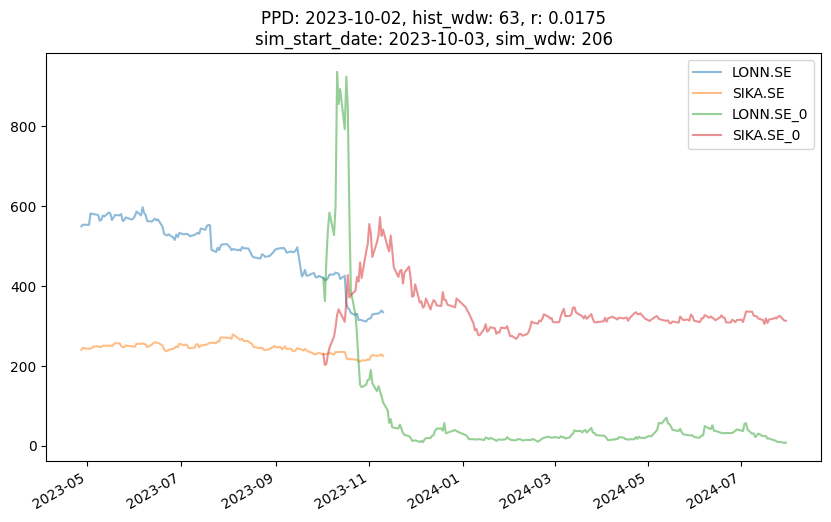 PPD: 2023-10-02, hist_wdw: 63, r: 0.0175
sim_start_date: 2023-10-03, sim_wdw: 206
LONN.SE
SIKA.SE
LONN.SE_0
SIKA.SE_0
800
600
400
200
0
2023-05
2023-07
2023-09
2023-11
2024-01
2024-03
2024-05
2024-07